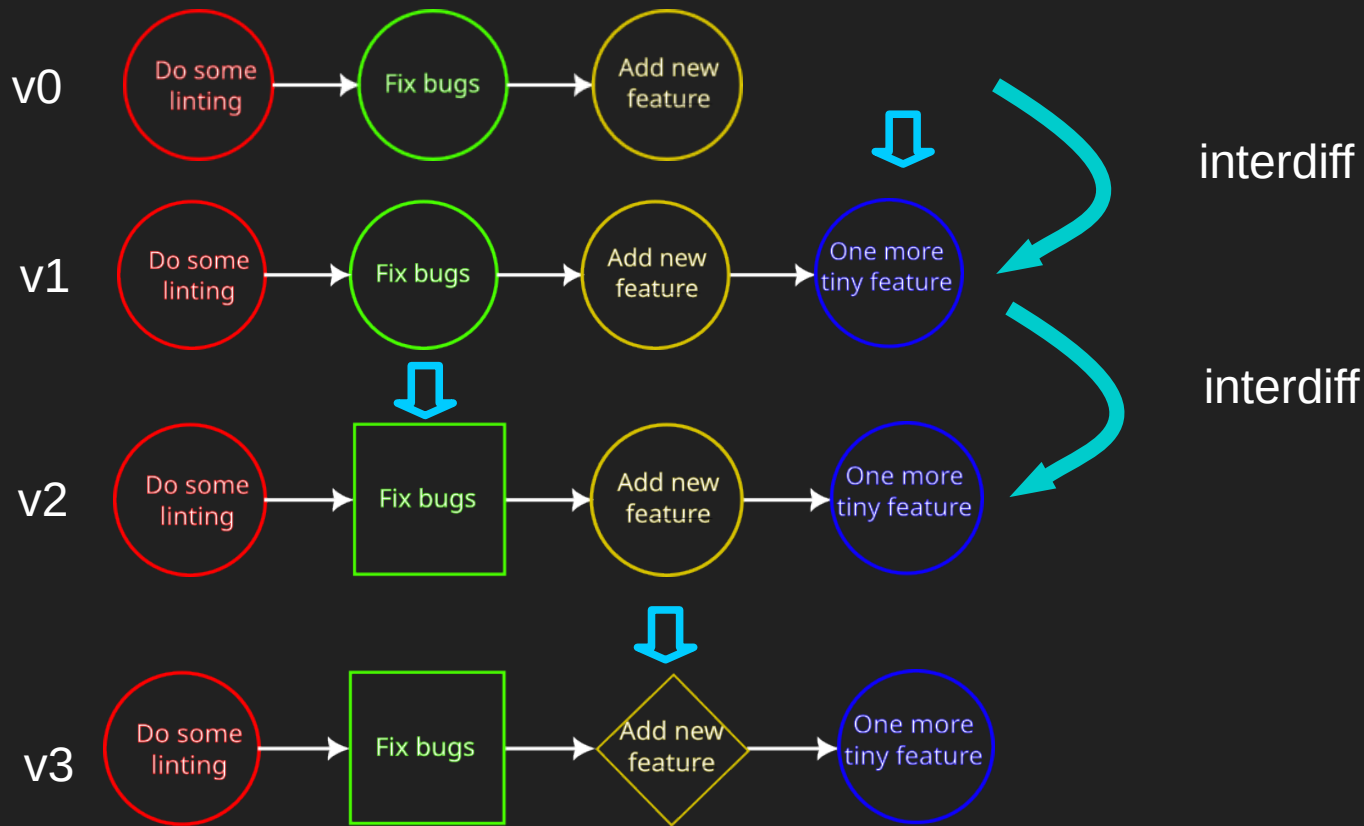 v0
Do some
linting
Fix bugs
Add new
feature
interdiff
v1
Do some
linting
Fix bugs
Add new
feature
One more
tiny feature
interdiff
v2
Do some
linting
Fix bugs
Add new
feature
One more
tiny feature
v3
Do some
linting
Fix bugs
Add new
feature
One more
tiny feature